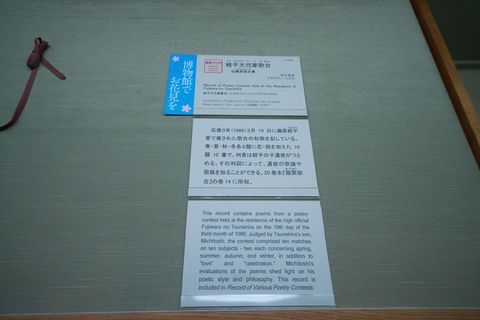 博物館で
お花見を
経平大弐家歌合
Record of Poetry Contest Held at the Residence of
Fujiwara no Tsunehira
応徳3年(1086)3月 19 日に藤原経平
家で催された歌合の和歌を記している。
春・夏・秋・冬各2題に恋・祝を加えた 10
題 10 番で、判者は経平の子通俊がつと
める。その判詞によって、通俊の歌論や
歌風を知ることができる。20巻本『類聚歌
合』の巻 14 に所収。
This record contains poems from a poetry
contest held at the residence of the high official
Fujiwara no Tsunehira on the 19th day of the
third month of 1086. Judged by Tsunehira's son,
Michitoshi, the contest comprised ten matches
on ten subjects - two each concerning spring,
summer, autumn, and winter, in addition to
"love" and "celebration." Michitoshi's
evaluations of the poems shed light on his
poetic style and philosophy. This record is
included in Record of Various Poetry Contests.